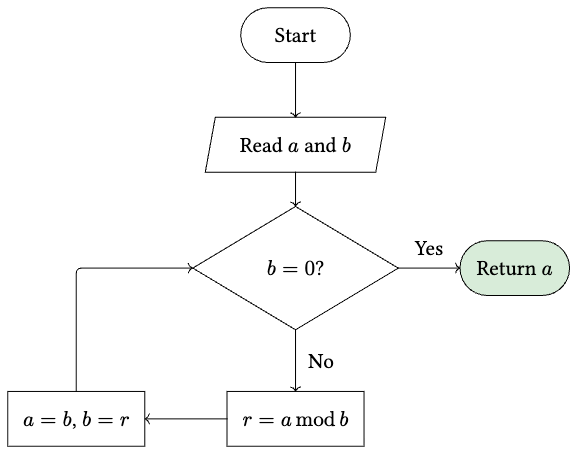 Start
Read a and b
b = 0?
Yes
Return a
No
a = b, b = r
r = a mod b